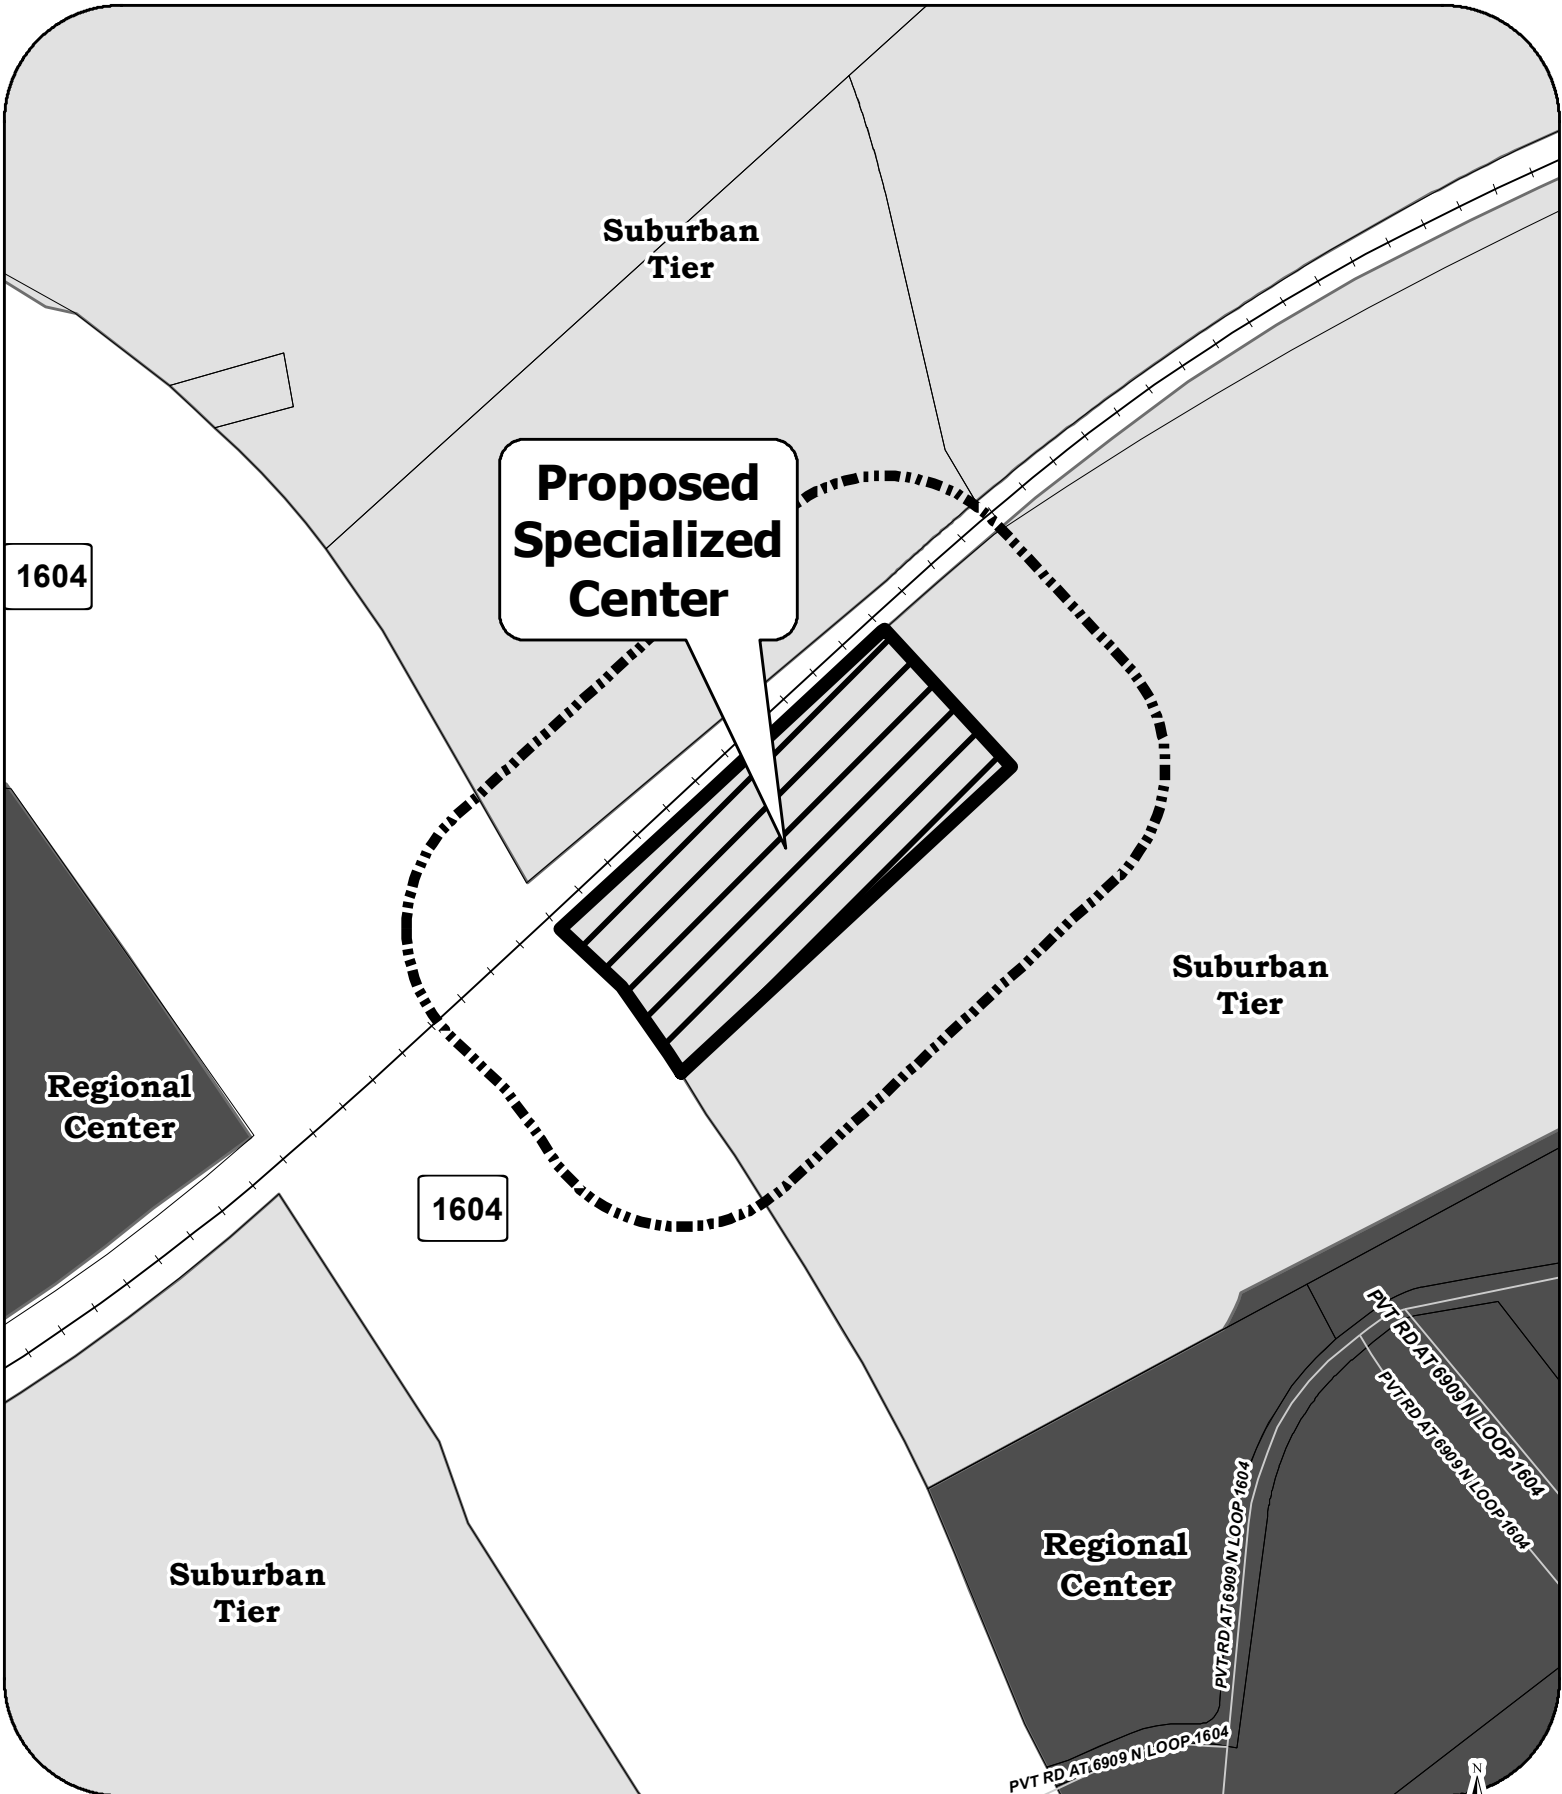 Suburban
Tier
Proposed
Specialized
Center
1604
Suburban
Tier
Regional
Center
1604
PVT RD AT 6909 N LOOP 1604
PVT RD AT 6909 N LOOP 1604
PVT RD AT 6909 N LOOP 1604
Regional
Center
Suburban
Tier
PVT RD AT 6909 N LOOP 1604
N